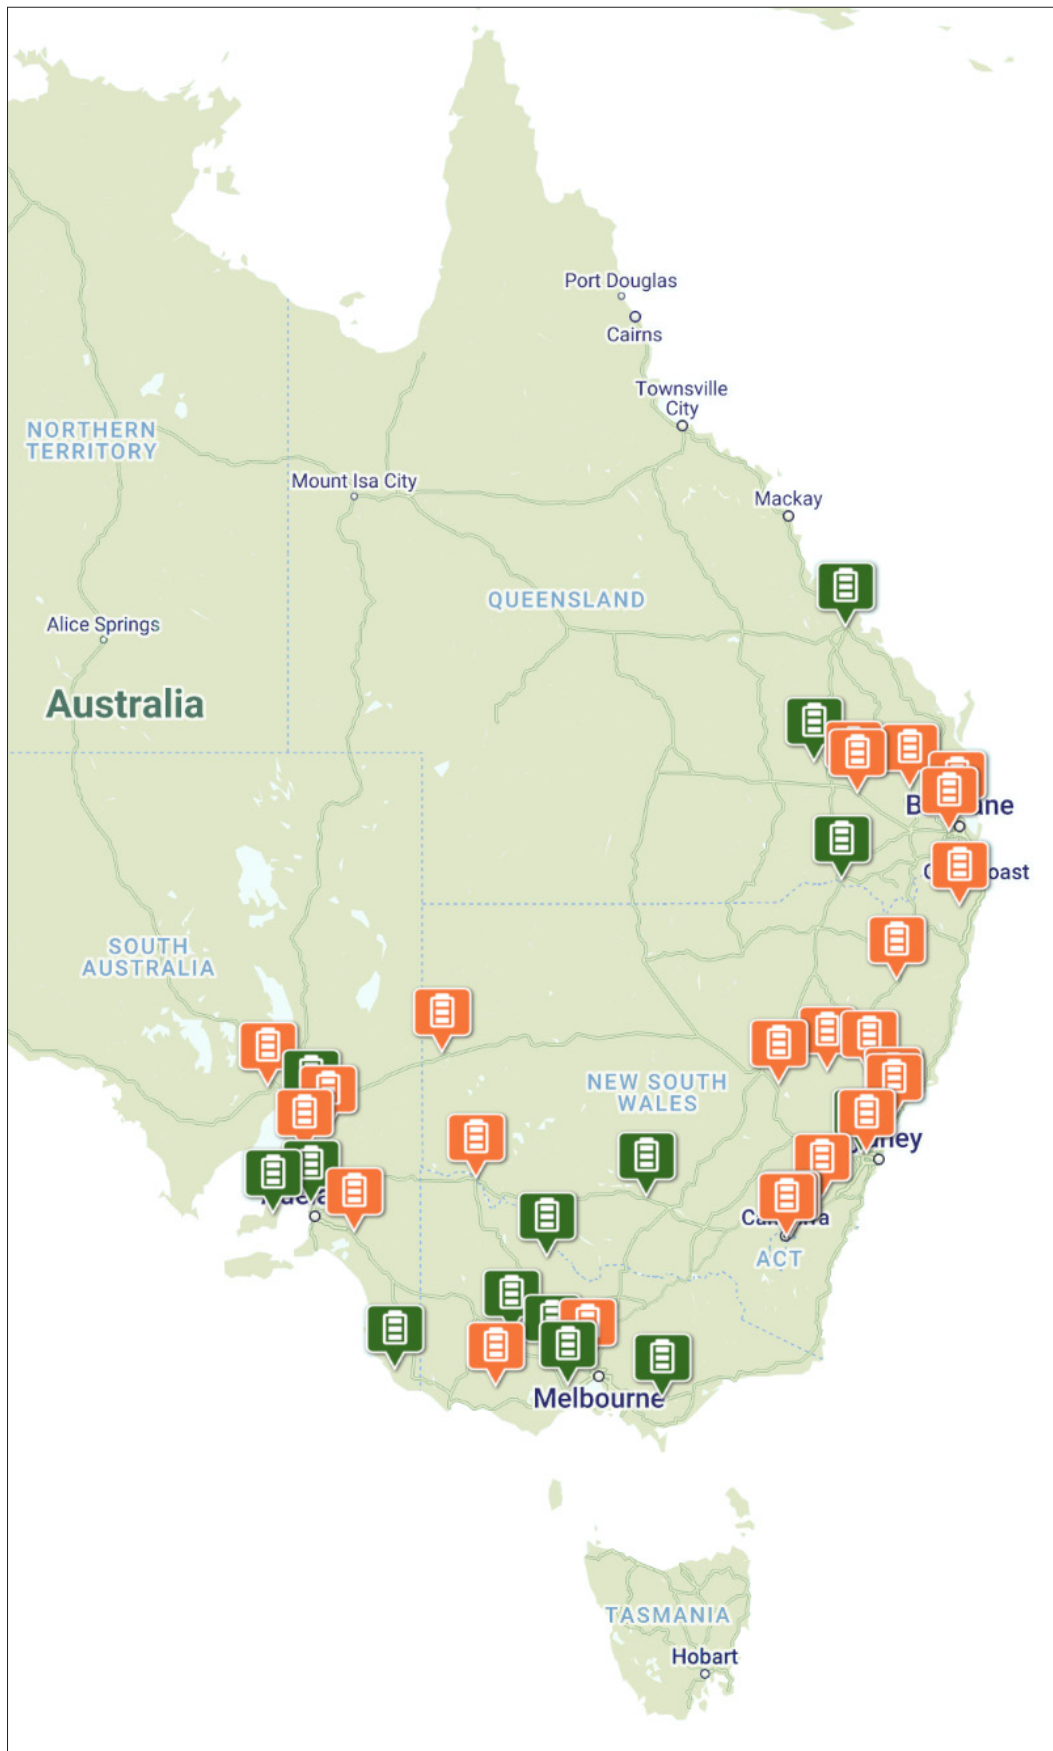 Port Douglas
Cairns
Townsville
City
NORTHERN
TERRITORY
Mount Isa City
Mackay
QUEENSLAND
Alice Springs
Australia
SOUTH
AUSTRALIA
NEW SOUTH
WALES
ACT
Melbourne
TASMANIA
Hobart